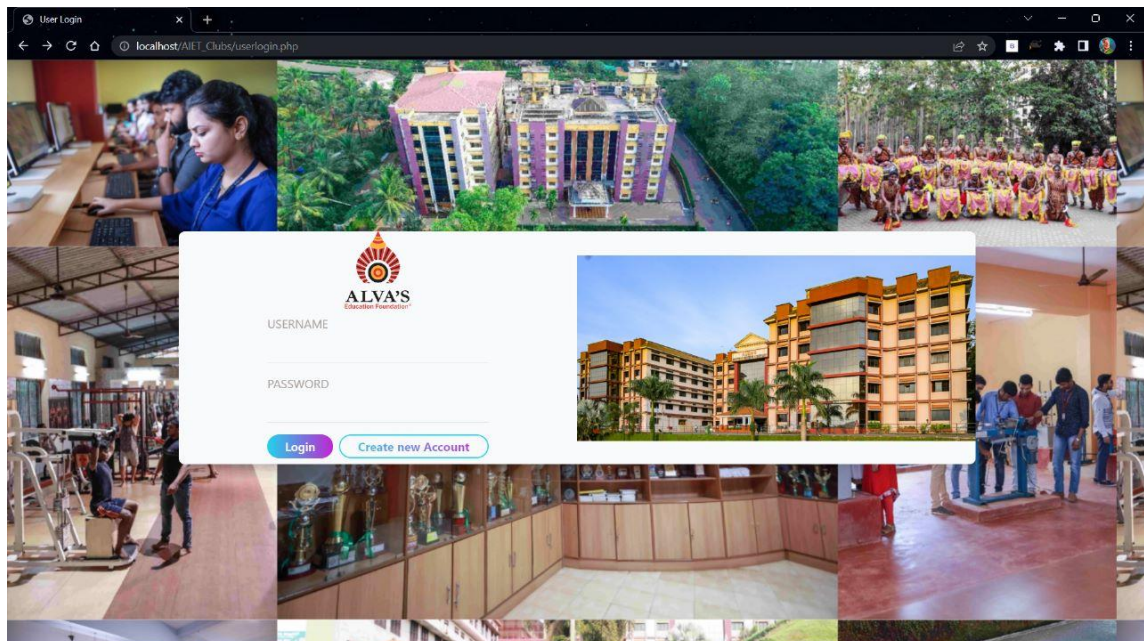 User Login
localhost/AIET_Clubs/userlogin.php
ALVA'S
Education Foundation
USERNAME
PASSWORD
Login
Create new Account